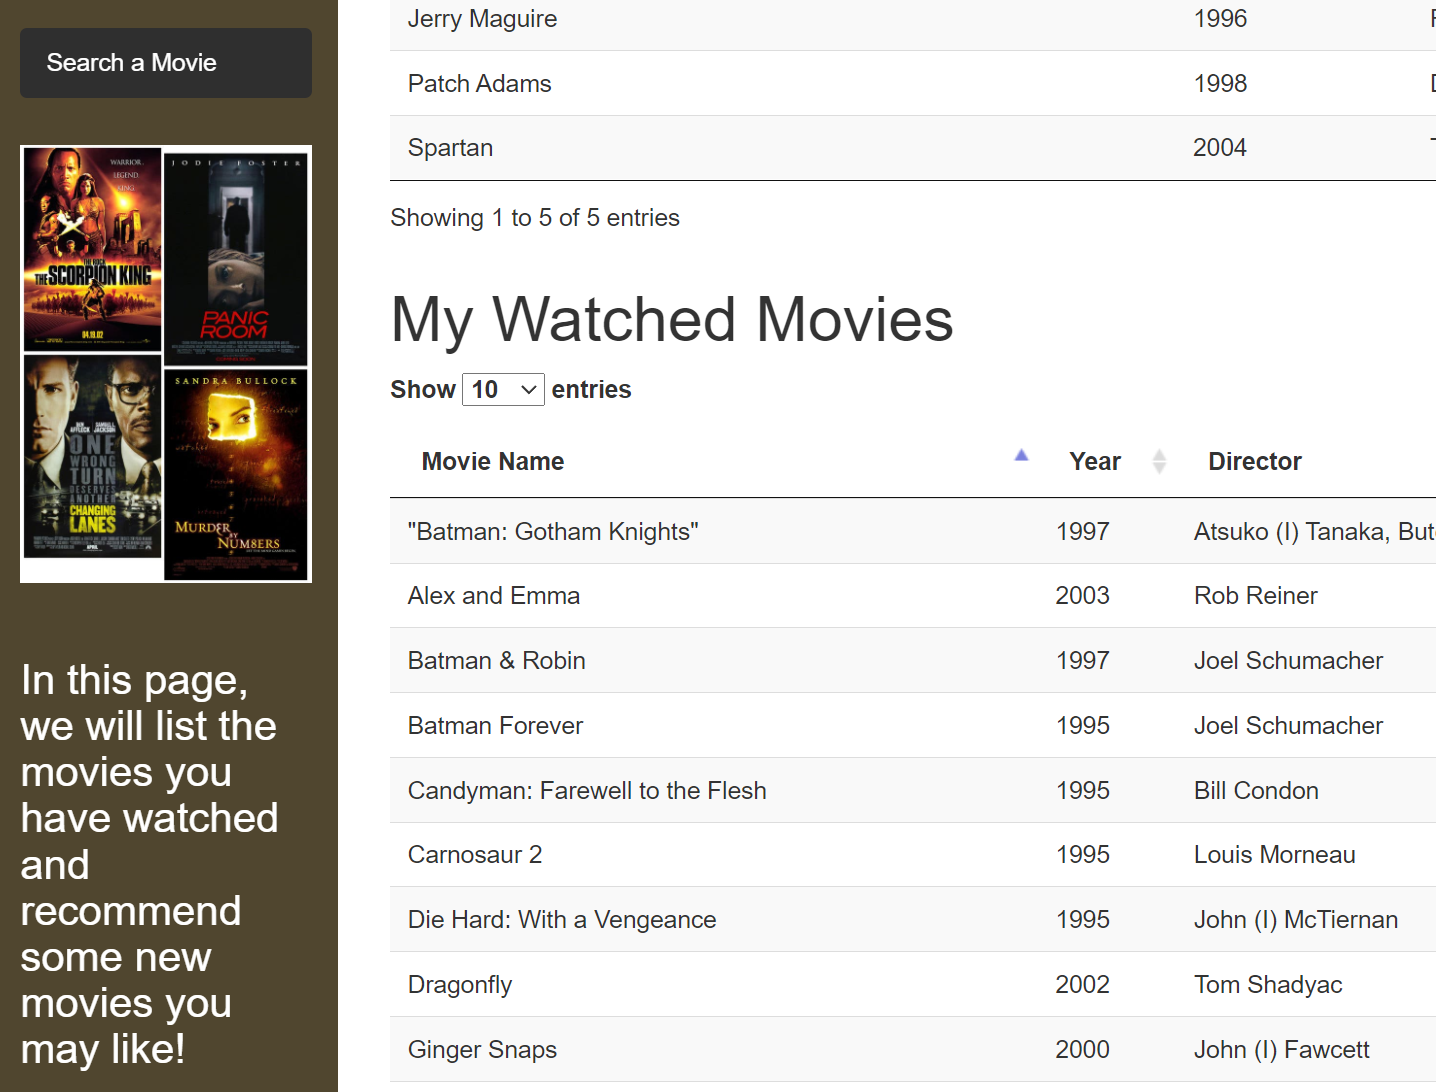 Search a Movie
WARRIOR.
LEGEND.
KING.
THE ROCK
THE SCORPION KING
04.19.02
JODIE FOSTER
PANIC
ROOM
BEN AFFLECK SAMUEL L. JACKSON
ONE
WRONG
TURN
DESERVES
ANOTHER
CHANGING
LANES
APRIL
SANDRA BULLOCK
MURDER
BY
NUM8ERS
In this page,
we will list the
movies you
have watched
and
recommend
some new
movies you
may like!
Jerry Maguire 1996
Patch Adams 1998
Spartan 2004
Showing 1 to 5 of 5 entries
My Watched Movies
Show 10 entries
Movie Name Year Director
"Batman: Gotham Knights" 1997 Atsuko (I) Tanaka, But
Alex and Emma 2003 Rob Reiner
Batman & Robin 1997 Joel Schumacher
Batman Forever 1995 Joel Schumacher
Candyman: Farewell to the Flesh 1995 Bill Condon
Carnosaur 2 1995 Louis Morneau
Die Hard: With a Vengeance 1995 John (I) McTiernan
Dragonfly 2002 Tom Shadyac
Ginger Snaps 2000 John (I) Fawcett